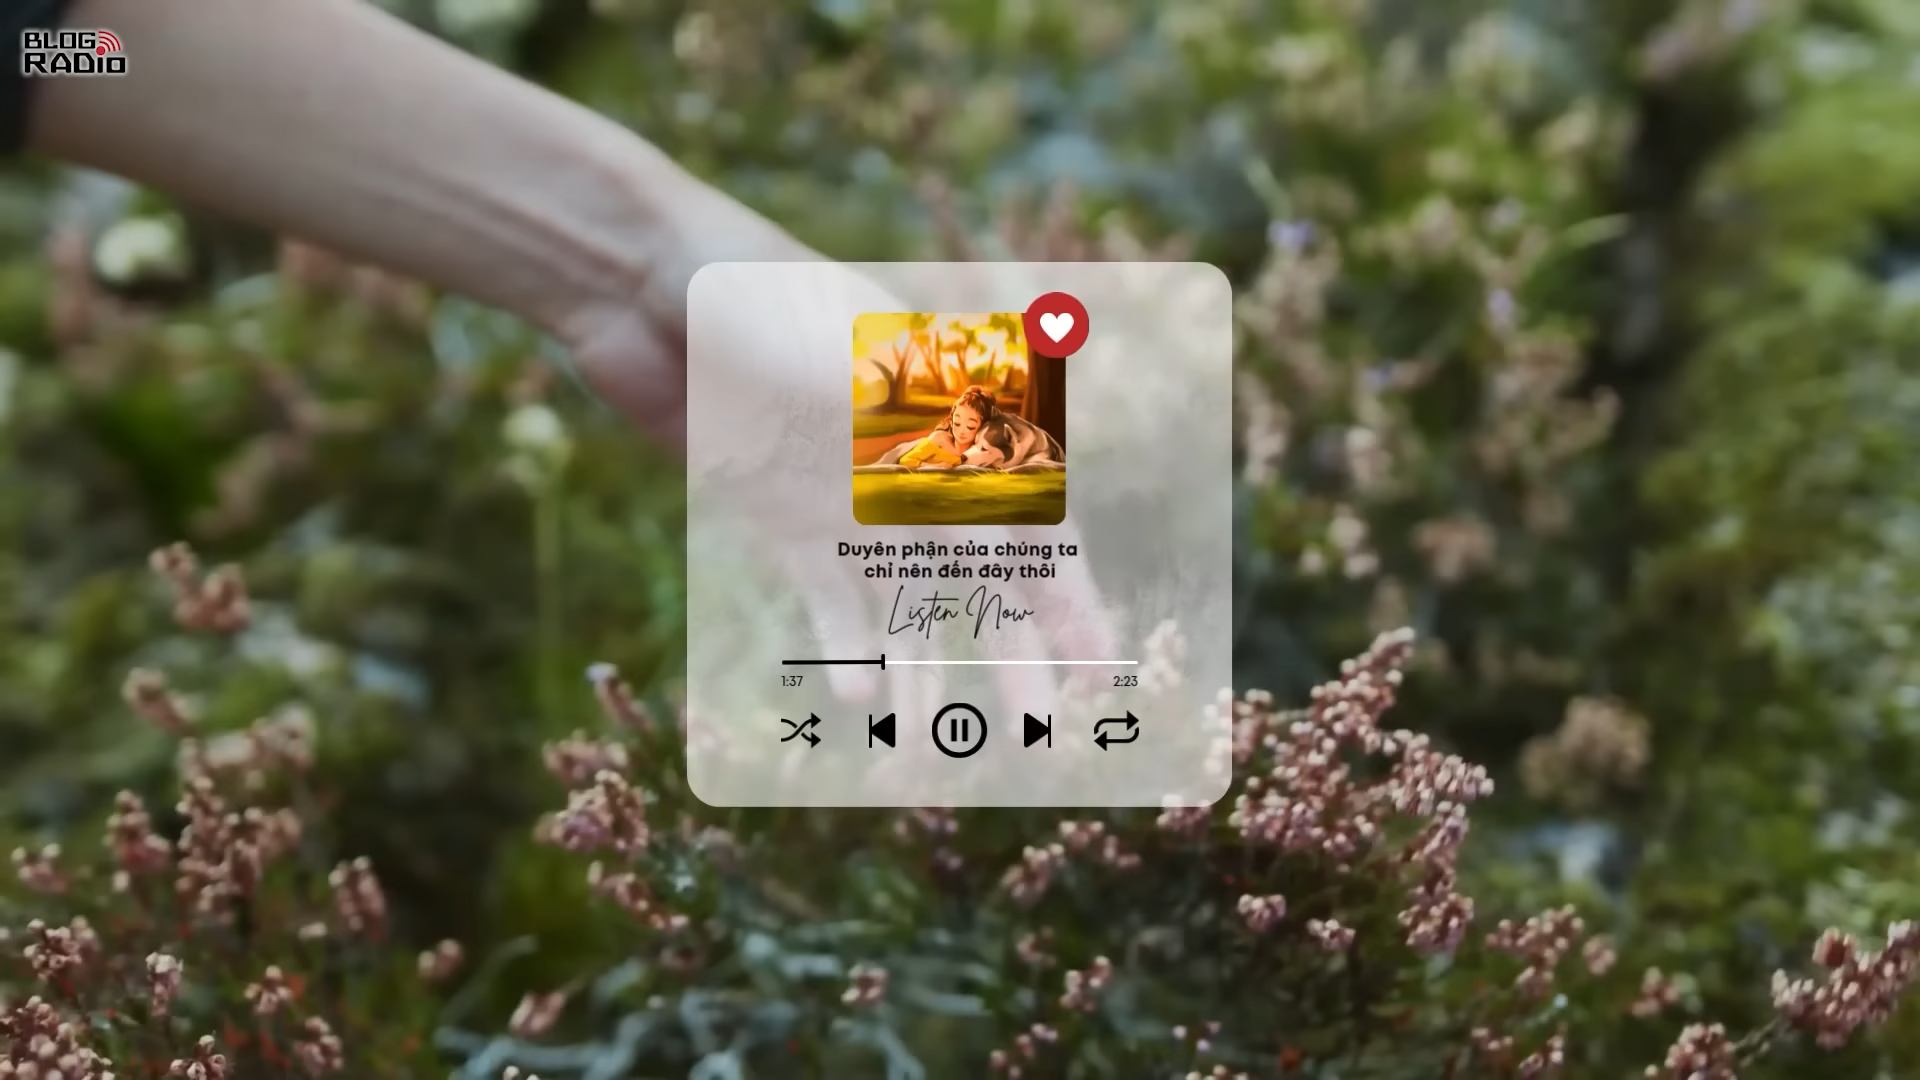 BLOG
RADIO
Duyên phận của chúng ta
chỉ nên đến đây thôi
Listen Now
1:37
2:23